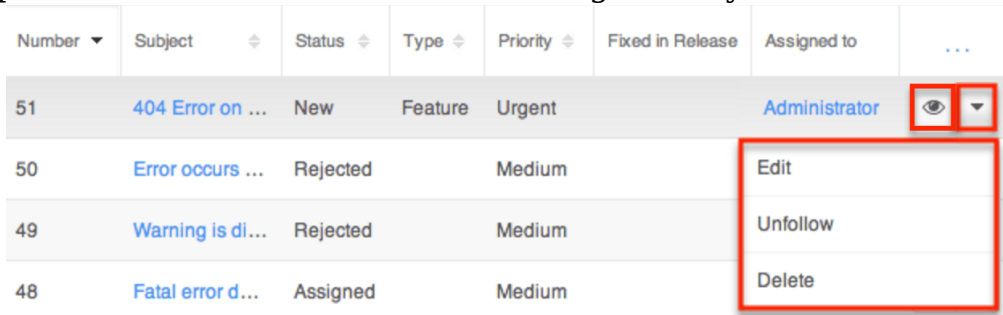 Number Subject Status Type Priority Fixed in Release Assigned to ...
51 404 Error on ... New Feature Urgent Administrator
50 Error occurs ... Rejected Medium Edit
49 Warning is di... Rejected Medium Unfollow
48 Fatal error d... Assigned Medium Delete